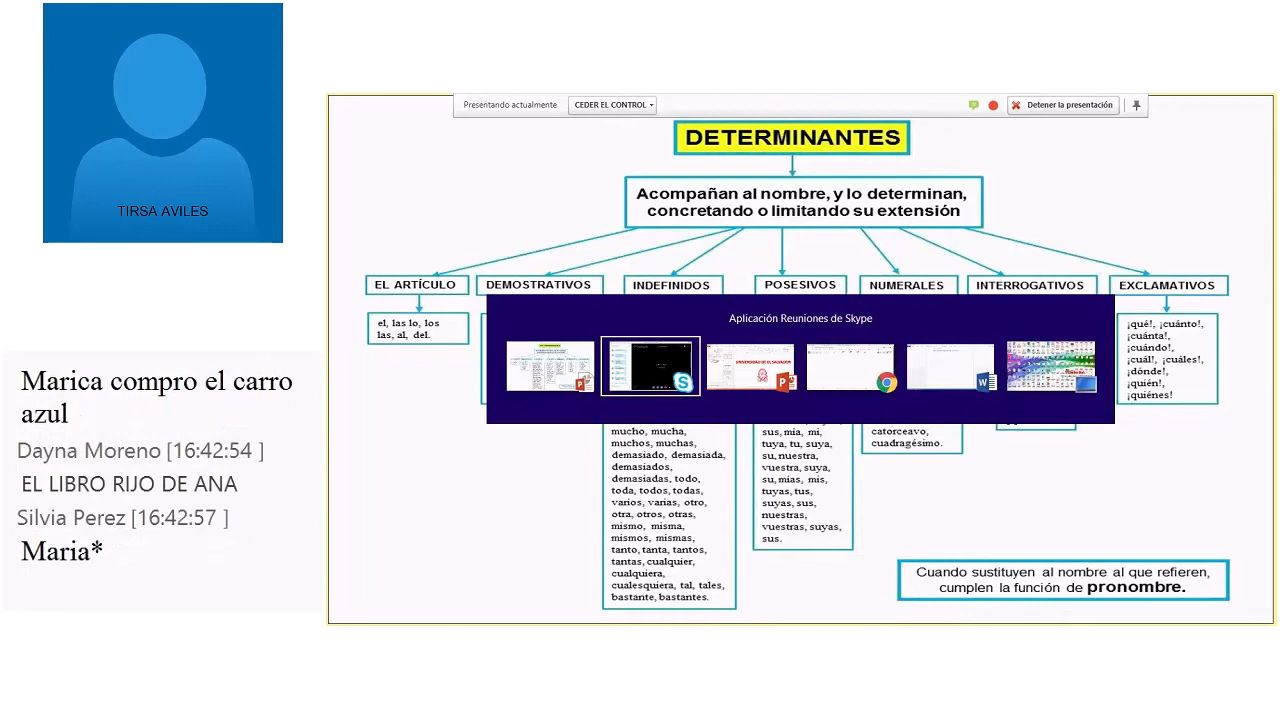 TIRSA AVILES
Marica compro el carro
azul
Dayna Moreno [16:42:54 ]
EL LIBRO RIJO DE ANA
Silvia Perez [16:42:57 ]
Maria*
Presentando actualmente
CEDER EL CONTROL
Detener la presentación
DETERMINANTES
Acompañan al nombre, y lo determinan,
concretando o limitando su extensión
EL ARTÍCULO
el, las lo, los
las, al, del.
DEMOSTRATIVOS
INDEFINIDOS
POSESIVOS
NUMERALES
INTERROGATIVOS
EXCLAMATIVOS
¡qué!, ¡cuánto!,
¡cuánta!,
¡cuándo!,
¡cuál!, ¡cuáles!,
¡dónde!,
¡quién!,
¡quiénes!
Aplicación Reuniones de Skype
UNIVERSIDAD DE EL SALVADOR
mucho, mucha,
muchos, muchas,
demasiado, demasiada,
demasiados,
demasiadas, todo,
toda, todos, todas,
varios, varias, otro,
otra, otros, otras,
mismo, misma,
mismos, mismas,
tanto, tanta, tantos,
tantas, cualquier,
cualquiera,
cualesquiera, tal, tales,
bastante, bastantes.
sus, mía, mi,
tuya, tu, suya,
su, nuestra,
vuestra, suya,
su, mias, mis,
tuyas, tus,
suyas, sus,
nuestras,
vuestras, suyas,
sus.
catorceavo,
cuadragésimo.
Cuando sustituyen al nombre al que refieren,
cumplen la función de pronombre.